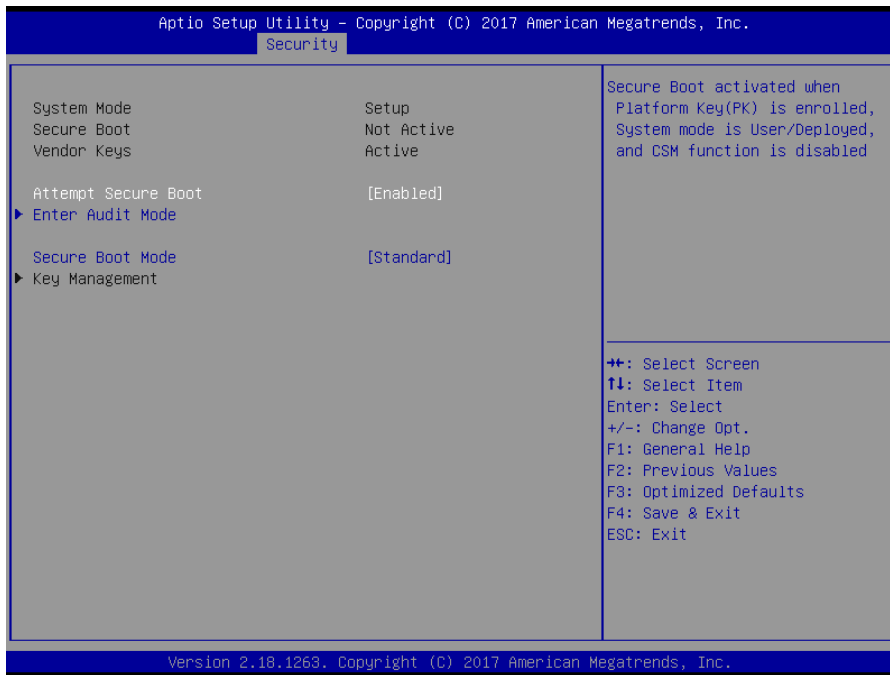 Aptio Setup Utility – Copyright (C) 2017 American Megatrends, Inc.
Security
System Mode Setup
Secure Boot Not Active
Vendor Keys Active
Attempt Secure Boot [Enabled]
Enter Audit Mode
Secure Boot Mode [Standard]
Key Management
Secure Boot activated when
Platform Key(PK) is enrolled,
System mode is User/Deployed,
and CSM function is disabled
→←: Select Screen
↑↓: Select Item
Enter: Select
+/-: Change Opt.
F1: General Help
F2: Previous Values
F3: Optimized Defaults
F4: Save & Exit
ESC: Exit
Version 2.18.1263. Copyright (C) 2017 American Megatrends, Inc.